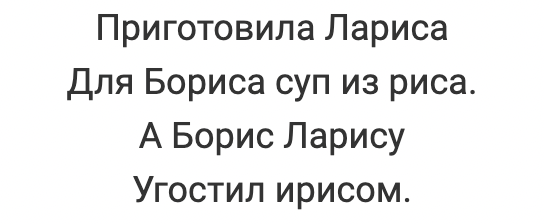 Приготовила Лариса
Для Бориса суп из риса.
А Борис Ларису
Угостил ирисом.